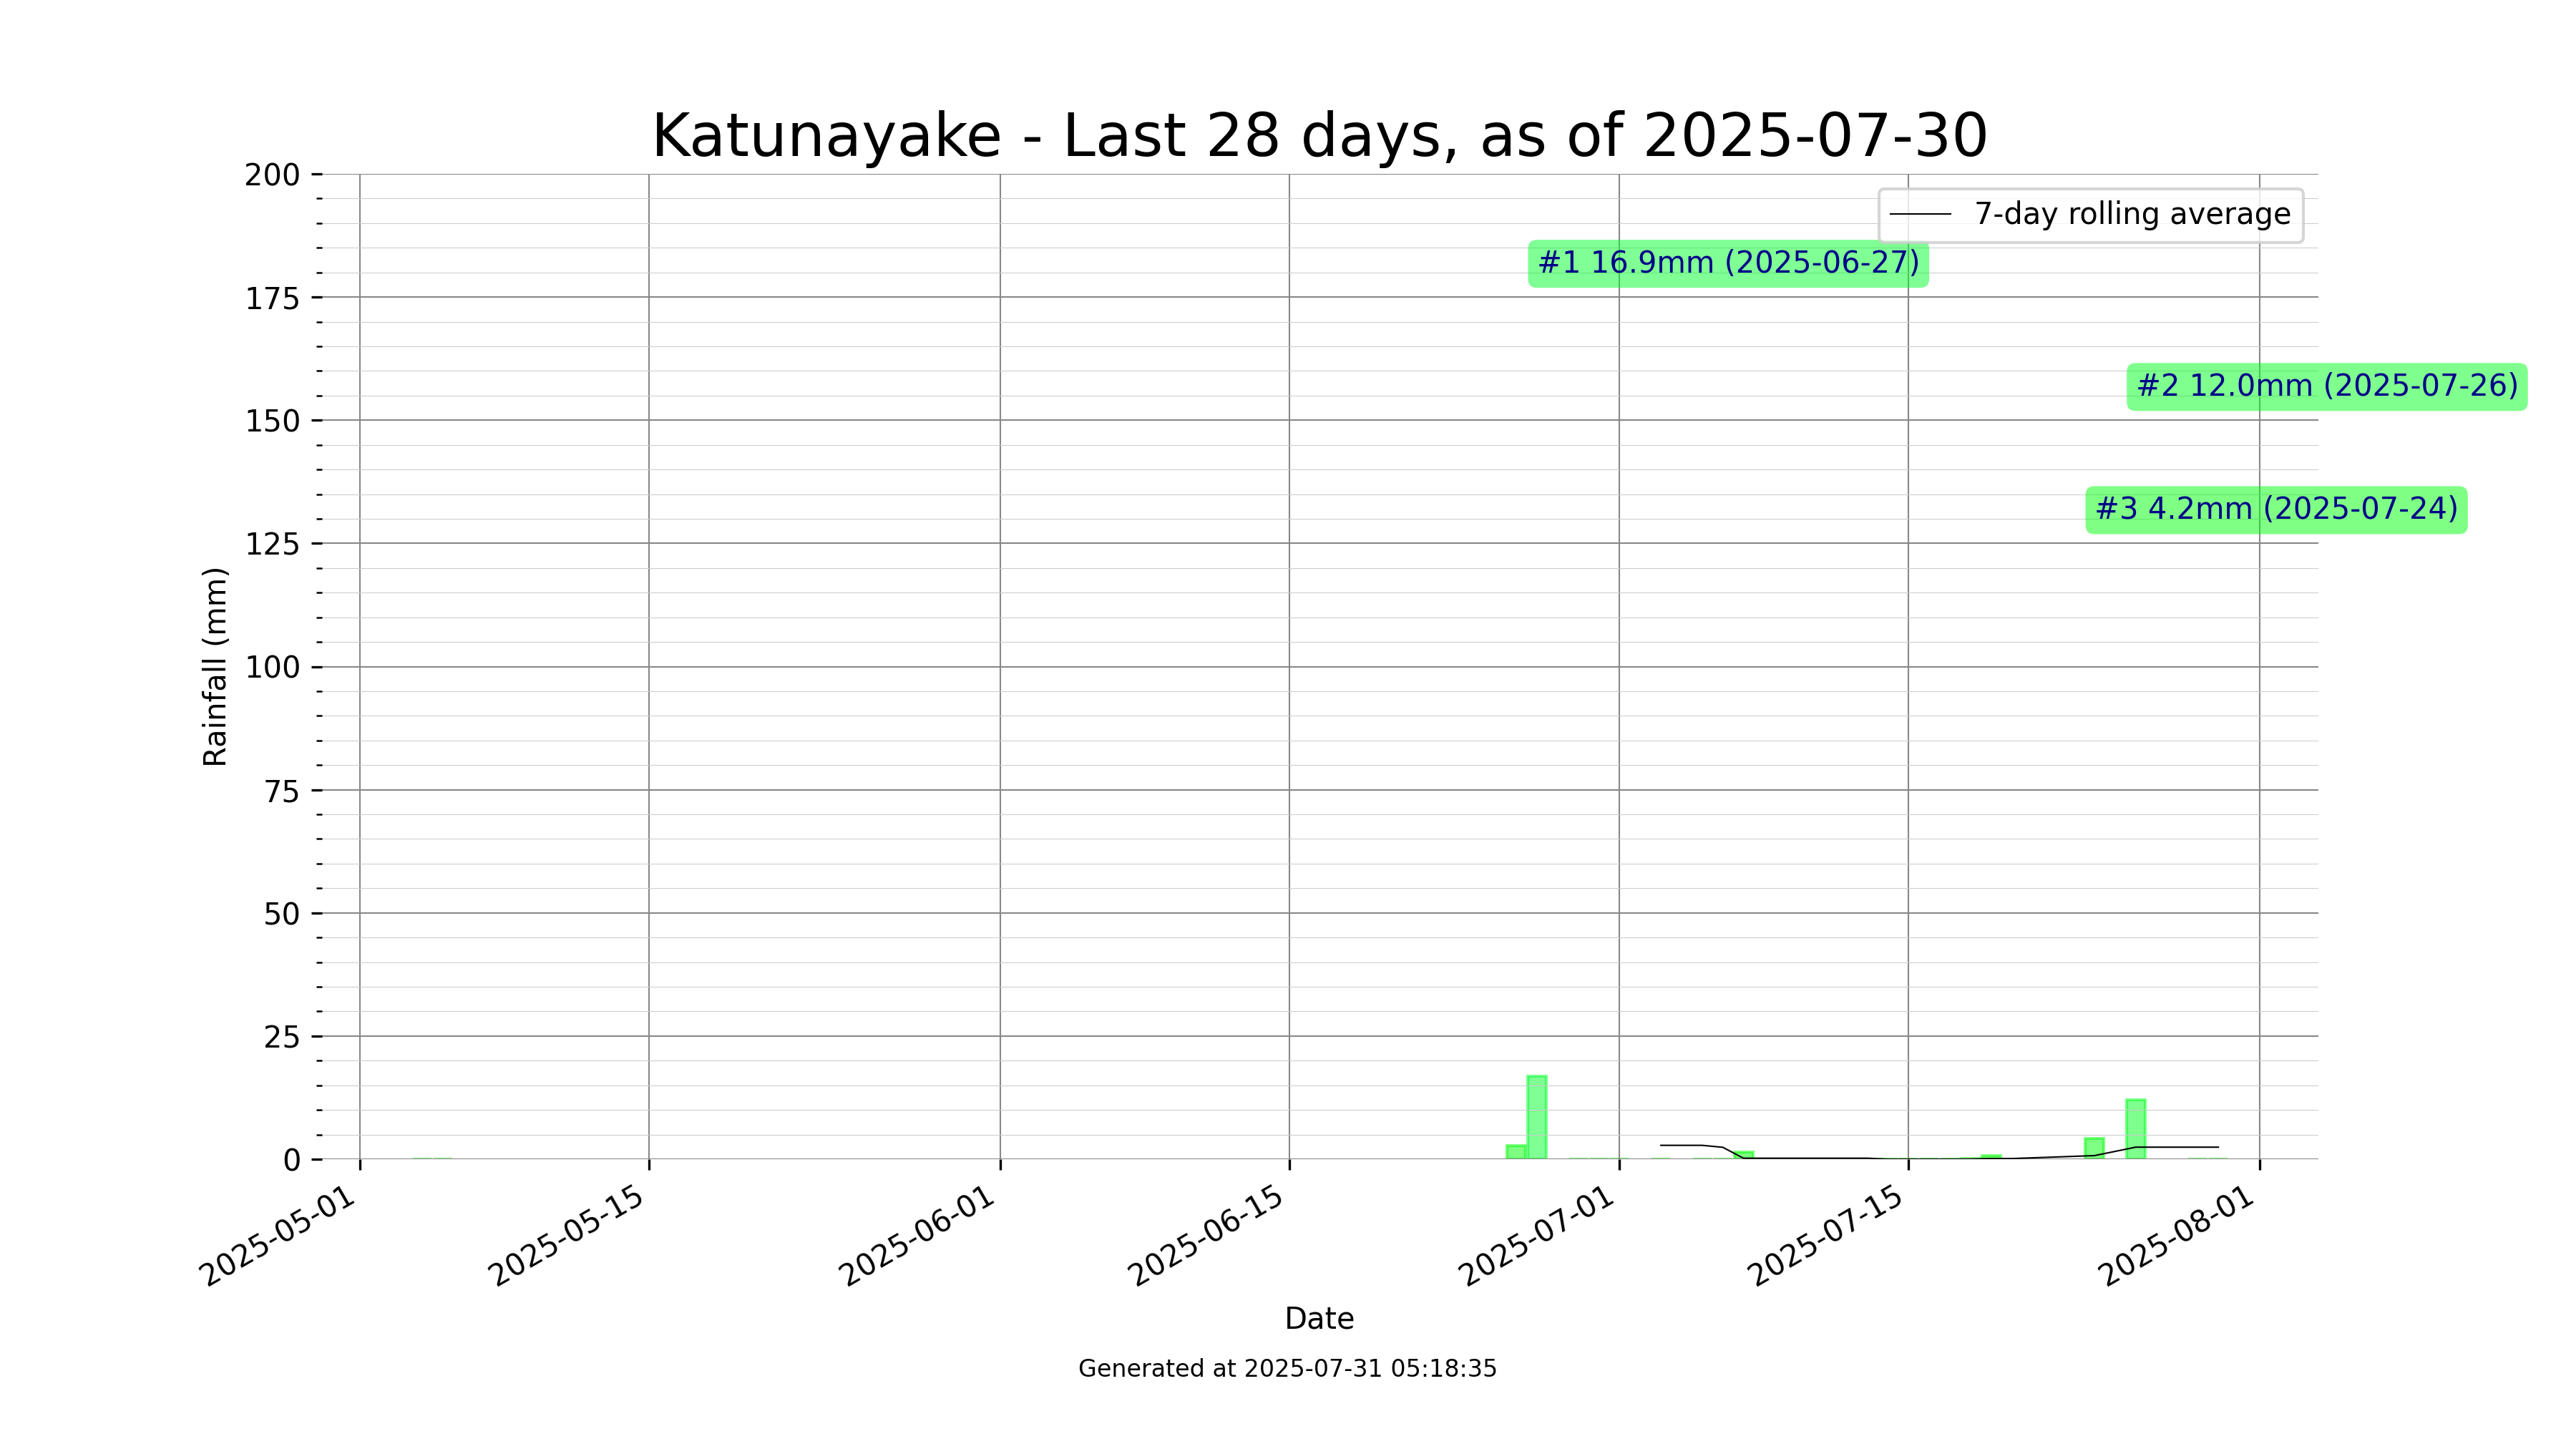 Katunayake - Last 28 days, as of 2025-07-30
7-day rolling average
#1 16.9mm (2025-06-27)
#2 12.0mm (2025-07-26)
#3 4.2mm (2025-07-24)
Rainfall (mm)
200
175
150
125
100
75
50
25
0
2025-05-01
2025-05-15
2025-06-01
2025-06-15
2025-07-01
2025-07-15
2025-08-01
Date
Generated at 2025-07-31 05:18:35